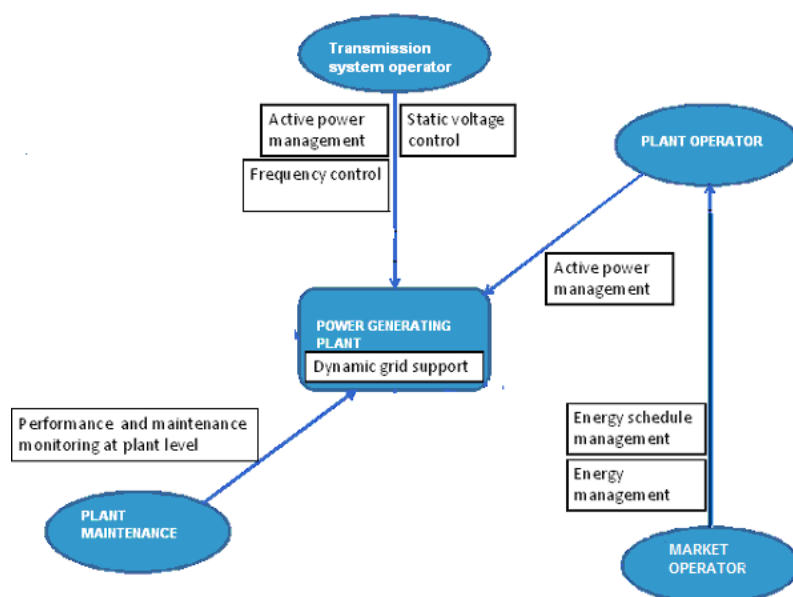 Transmission
system operator
Active power
management
Static voltage
control
Frequency control
PLANT OPERATOR
Active power
management
POWER GENERATING
PLANT
Dynamic grid support
Performance and maintenance
monitoring at plant level
Energy schedule
management
Energy
management
PLANT
MAINTENANCE
MARKET
OPERATOR